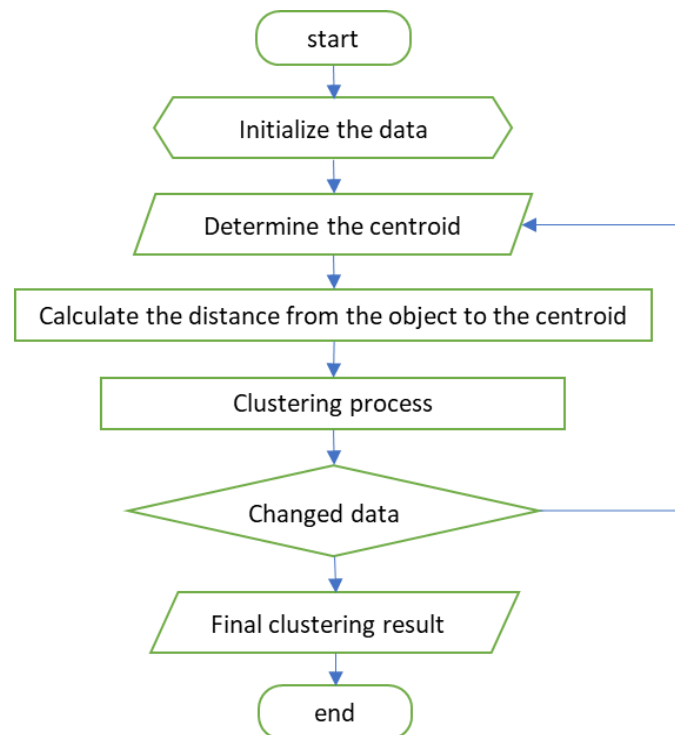 start
Initialize the data
Determine the centroid
Calculate the distance from the object to the centroid
Clustering process
Changed data
Final clustering result
end